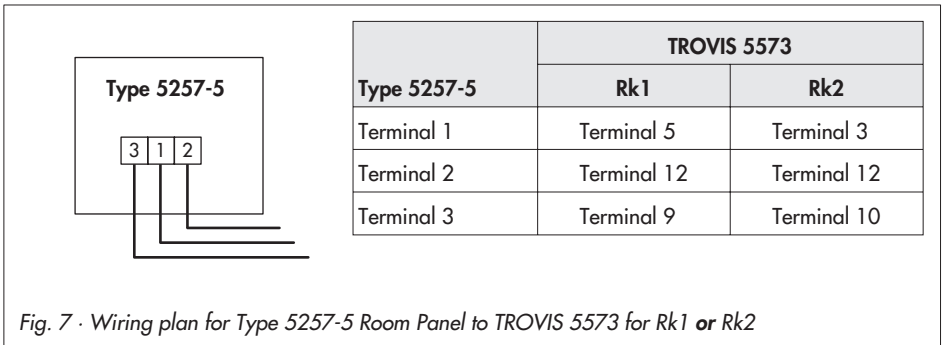 Type 5257-5
3 1 2
TROVIS 5573
Type 5257-5 Rk1 Rk2
Terminal 1 Terminal 5 Terminal 3
Terminal 2 Terminal 12 Terminal 12
Terminal 3 Terminal 9 Terminal 10
Fig. 7 · Wiring plan for Type 5257-5 Room Panel to TROVIS 5573 for Rk1 or Rk2